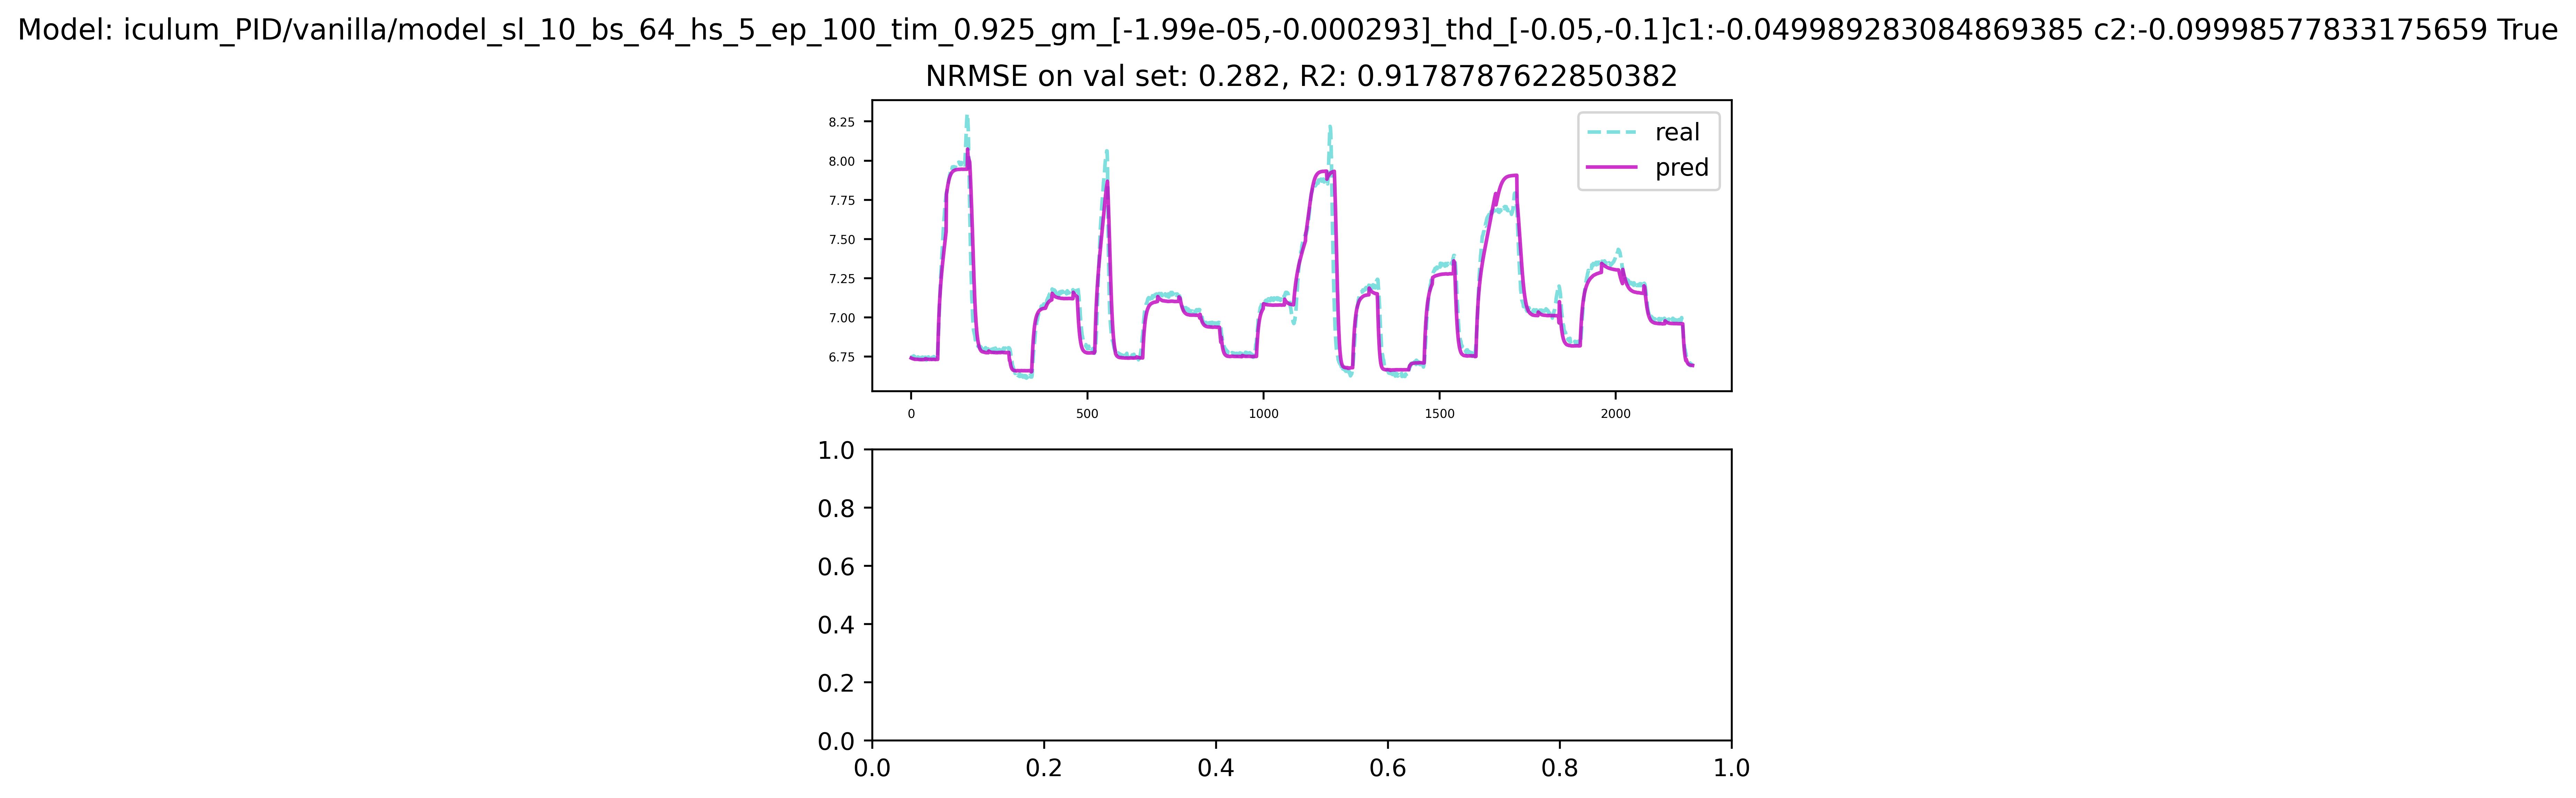 Model: iculum_PID/vanilla/model_sl_10_bs_64_hs_5_ep_100_tim_0.925_gm_[-1.99e-05,-0.000293]_thd_[-0.05,-0.1]c1:-0.049989283084869385 c2:-0.09998577833175659 True
NRMSE on val set: 0.282, R2: 0.9178787622850382
8.25
8.00
7.75
7.50
7.25
7.00
6.75
real
pred
0 500 1000 1500 2000
1.0
0.8
0.6
0.4
0.2
0.0
0.0 0.2 0.4 0.6 0.8 1.0